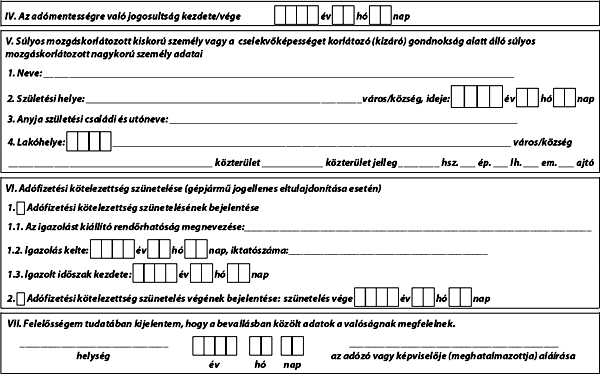 IV. Az adómentességre való jogosultság kezdete/vége év hó nap
V. Súlyos mozgáskorlátozott kiskorú személy vagy a cselekvőképességet korlátozó (kizáró) gondnokság alatt álló súlyos
mozgáskorlátozott nagykorú személy adatai
1. Neve:
2. Születési helye: város/község, ideje: év hó nap
3. Anyja születési családi és utóneve:
4. Lakóhelye: város/község
közterület közterület jelleg hsz. ép. lh. em. ajtó
VI. Adófizetési kötelezettség szünetelése (gépjármű jogellenes eltulajdonítása esetén)
1. Adófizetési kötelezettség szünetelésének bejelentése
1.1. Az igazolást kiállító rendőrhatóság megnevezése:
1.2. Igazolás kelte: év hó nap, iktatószáma:
1.3. Igazolt időszak kezdete: év hó nap
2. Adófizetési kötelezettség szünetelés végének bejelentése: szünetelés vége év hó nap
VII. Felelősségem tudatában kijelentem, hogy a bevallásban közölt adatok a valóságnak megfelelnek.
helység év hó nap az adózó vagy képviselője (meghatalmazottja) aláírása